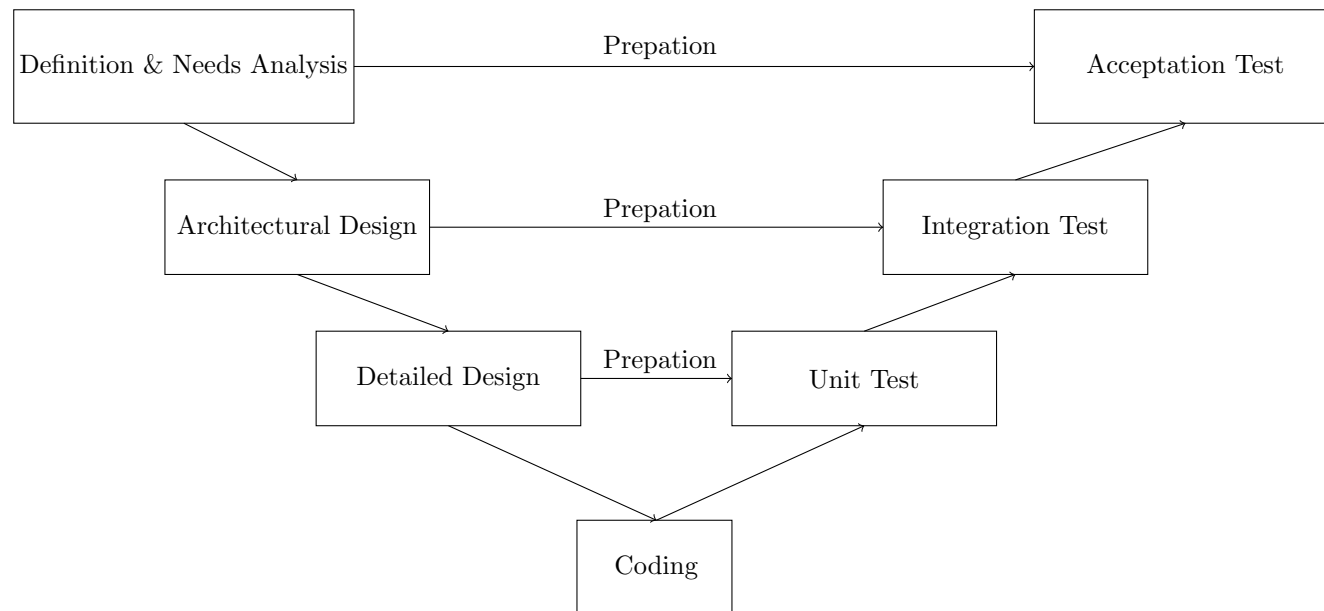 Definition & Needs Analysis
Prepation
Acceptation Test
Architectural Design
Prepation
Integration Test
Detailed Design
Prepation
Unit Test
Coding